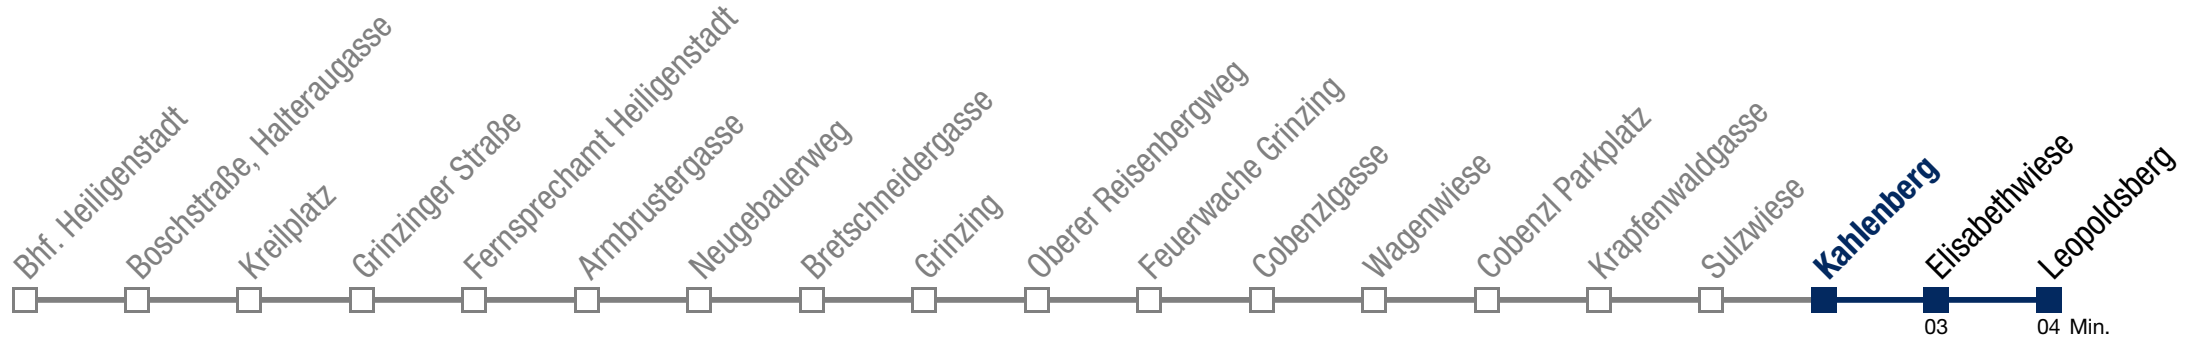 Bhf. Heiligenstadt
Boschstraße, Halteraugasse
Kreilplatz
Grinzinger Straße
Fernsprechamt Heiligenstadt
Armbrustergasse
Neugebauerweg
Bretschneidergasse
Grinzing
Oberer Reisenbergweg
Feuerwache Grinzing
Cobenzlgasse
Wagenwiese
Cobenzl Parkplatz
Krapfenwaldgasse
Sulzwiese
Kahlenberg
Elisabethwiese
Leopoldsberg
03
04 Min.